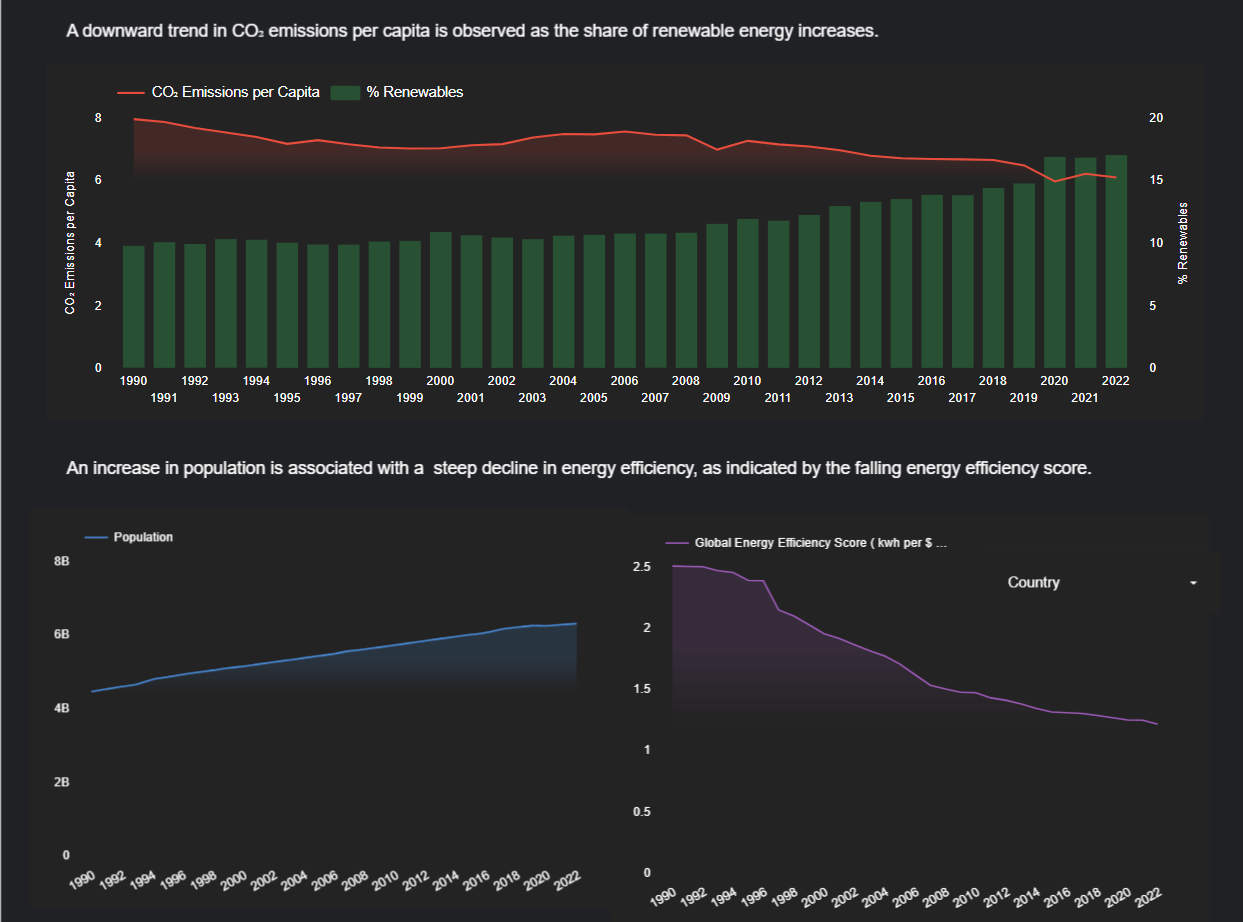 A downward trend in CO₂ emissions per capita is observed as the share of renewable energy increases.
CO₂ Emissions per Capita % Renewables
8 20
6 15
4 10
2 5
0 0
CO₂ Emissions per Capita
% Renewables
1990 1992 1994 1996 1998 2000 2002 2004 2006 2008 2010 2012 2014 2016 2018 2020 2022
1991 1993 1995 1997 1999 2001 2003 2005 2007 2009 2011 2013 2015 2017 2019 2021
An increase in population is associated with a  steep decline in energy efficiency, as indicated by the falling energy efficiency score.
Population
8B
6B
4B
2B
0
1990 1992 1994 1996 1998 2000 2002 2004 2006 2008 2010 2012 2014 2016 2018 2020 2022
Global Energy Efficiency Score ( kwh per $ ...
Country
2.5
2
1.5
1
0.5
0
1990 1992 1994 1996 1998 2000 2002 2004 2006 2008 2010 2012 2014 2016 2018 2020 2022